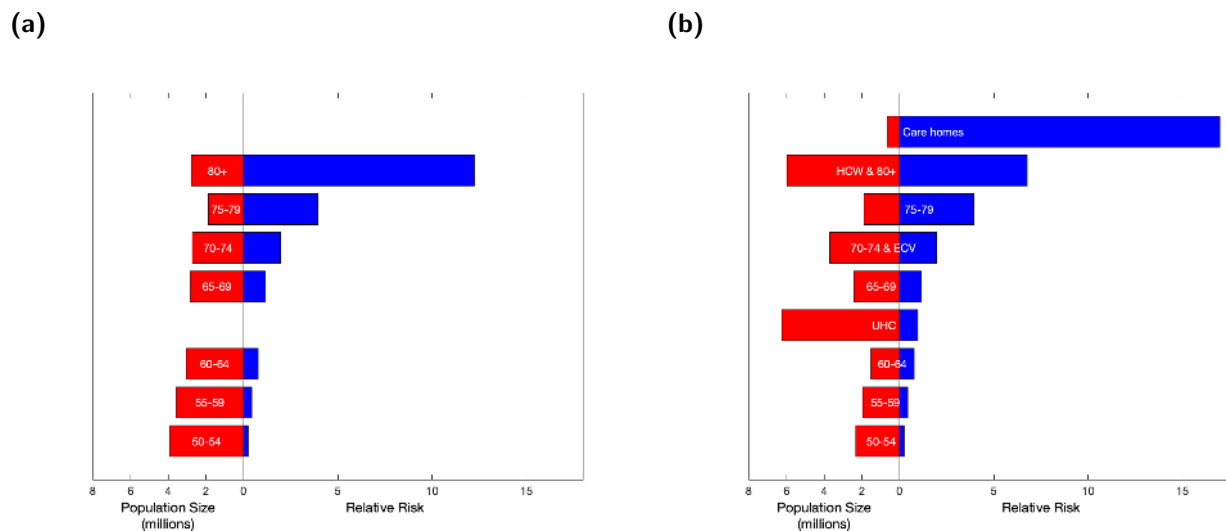 (a)
80+
75-79
70-74
65-69
60-64
55-59
50-54
8 6 4 2 0 5 10 15
Population Size
(millions)
Relative Risk
(b)
Care homes
HCW & 80+
75-79
70-74 & ECV
65-69
UHC
60-64
55-59
50-54
8 6 4 2 0 5 10 15
Population Size
(millions)
Relative Risk